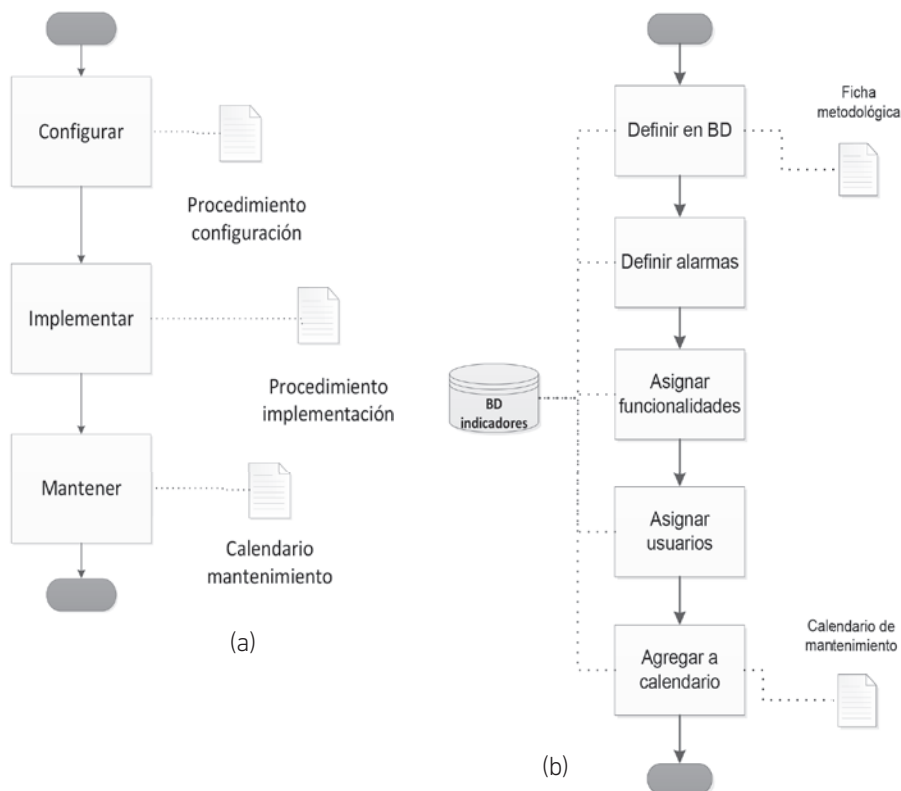 Configurar
Procedimiento
configuración
Implementar
Procedimiento
implementación
Mantener
Calendario
mantenimiento
(a)
Definir en BD
Ficha
metodológica
Definir alarmas
BD
indicadores
Asignar
funcionalidades
Asignar
usuarios
Agregar a
calendario
Calendario de
mantenimiento
(b)